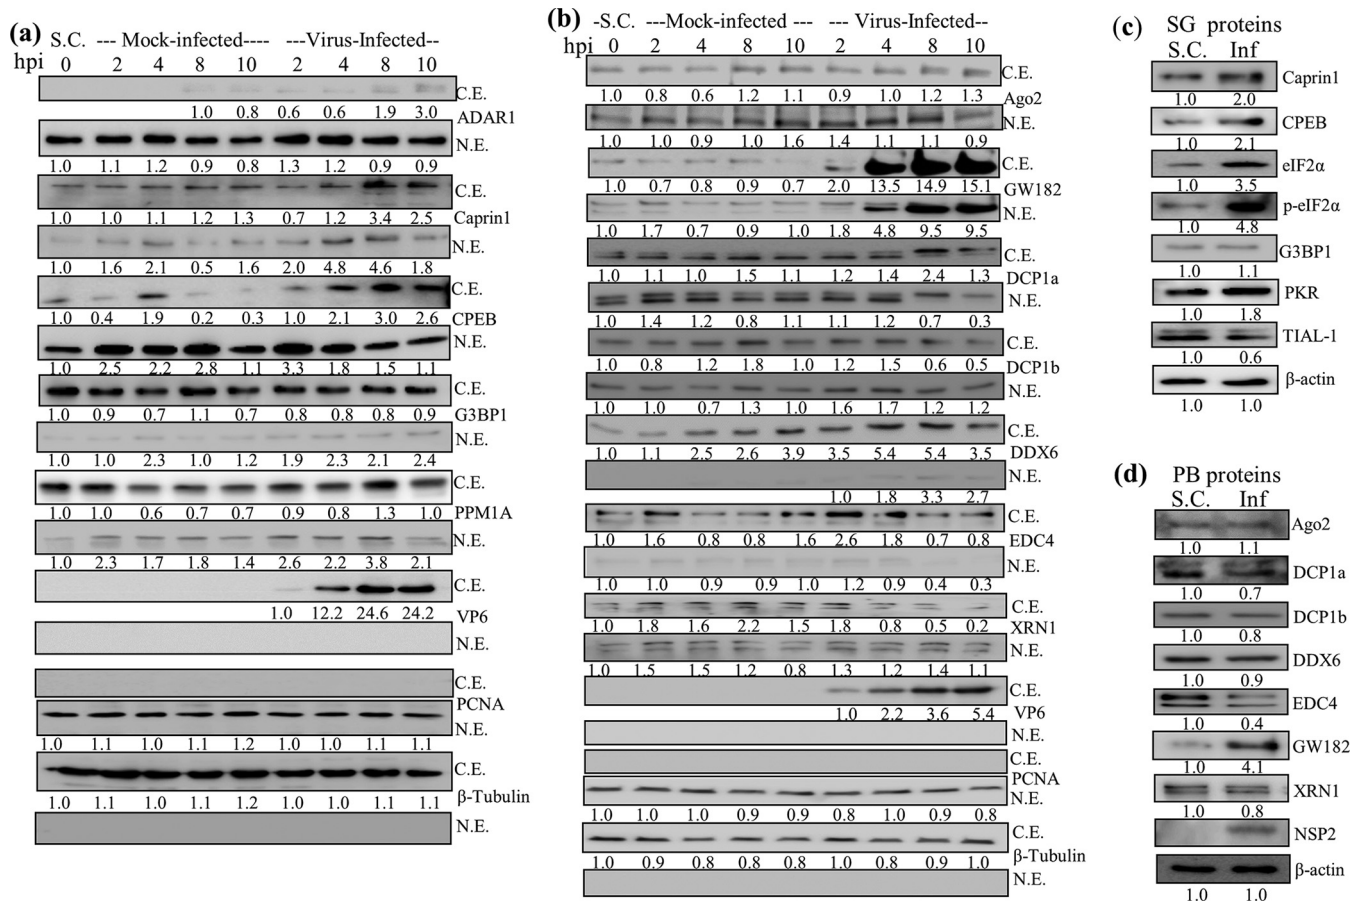 (a)
S.C. --- Mock-infected---- ---Virus-Infected--
hpi 0 2 4 8 10 2 4 8 10
C.E.
1.0 0.8 0.6 0.6 1.9 3.0
ADAR1
N.E.
1.0 1.1 1.2 0.9 0.8 1.3 1.2 0.9 0.9
C.E.
1.0 1.0 1.1 1.2 1.3 0.7 1.2 3.4 2.5
Caprin1
N.E.
1.0 1.6 2.1 0.5 1.6 2.0 4.8 4.6 1.8
C.E.
1.0 0.4 1.9 0.2 0.3 1.0 2.1 3.0 2.6
CPEB
N.E.
1.0 2.5 2.2 2.8 1.1 3.3 1.8 1.5 1.1
C.E.
1.0 0.9 0.7 1.1 0.7 0.8 0.8 0.8 0.9
G3BP1
N.E.
1.0 1.0 2.3 1.0 1.2 1.9 2.3 2.1 2.4
C.E.
1.0 1.0 0.6 0.7 0.7 0.9 0.8 1.3 1.0
PPM1A
N.E.
1.0 2.3 1.7 1.8 1.4 2.6 2.2 3.8 2.1
C.E.
1.0 12.2 24.6 24.2
VP6
N.E.
C.E.
PCNA
N.E.
1.0 1.1 1.0 1.1 1.2 1.0 1.0 1.1 1.1
C.E.
β-Tubulin
1.0 1.1 1.0 1.1 1.2 1.0 1.0 1.1 1.1
N.E.
(b)
-S.C. ---Mock-infected --- --- Virus-Infected--
hpi 0 2 4 8 10 2 4 8 10
C.E.
1.0 0.8 0.6 1.2 1.1 0.9 1.0 1.2 1.3
Ago2
N.E.
1.0 1.0 0.9 1.0 1.6 1.4 1.1 1.1 0.9
C.E.
1.0 0.7 0.8 0.9 0.7 2.0 13.5 14.9 15.1
GW182
N.E.
1.0 1.7 0.7 0.9 1.0 1.8 4.8 9.5 9.5
C.E.
1.0 1.1 1.0 1.5 1.1 1.2 1.4 2.4 1.3
DCP1a
N.E.
1.0 1.4 1.2 0.8 1.1 1.1 1.2 0.7 0.3
C.E.
1.0 0.8 1.2 1.8 1.0 1.2 1.5 0.6 0.5
DCP1b
N.E.
1.0 1.0 0.7 1.3 1.0 1.6 1.7 1.2 1.2
C.E.
1.0 1.1 2.5 2.6 3.9 3.5 5.4 5.4 3.5
DDX6
N.E.
1.0 1.8 3.3 2.7
C.E.
1.0 1.6 0.8 0.8 1.6 2.6 1.8 0.7 0.8
EDC4
N.E.
1.0 1.0 0.9 0.9 1.0 1.2 0.9 0.4 0.3
C.E.
1.0 1.8 1.6 2.2 1.5 1.8 0.8 0.5 0.2
XRN1
N.E.
1.0 1.5 1.5 1.2 0.8 1.3 1.2 1.4 1.1
C.E.
1.0 2.2 3.6 5.4
VP6
N.E.
C.E.
PCNA
N.E.
1.0 1.0 1.0 0.9 0.9 0.8 1.0 0.9 0.8
C.E.
β-Tubulin
1.0 0.9 0.8 0.8 0.8 1.0 0.8 0.9 1.0
N.E.
(c)
SG proteins
S.C. Inf
Caprin1
1.0 2.0
CPEB
1.0 2.1
eIF2α
1.0 3.5
p-eIF2α
1.0 4.8
G3BP1
1.0 1.1
PKR
1.0 1.8
TIAL-1
1.0 0.6
β-actin
1.0 1.0
(d)
PB proteins
S.C. Inf
Ago2
1.0 1.1
DCP1a
1.0 0.7
DCP1b
1.0 0.8
DDX6
1.0 0.9
EDC4
1.0 0.4
GW182
1.0 4.1
XRN1
1.0 0.8
NSP2
β-actin
1.0 1.0